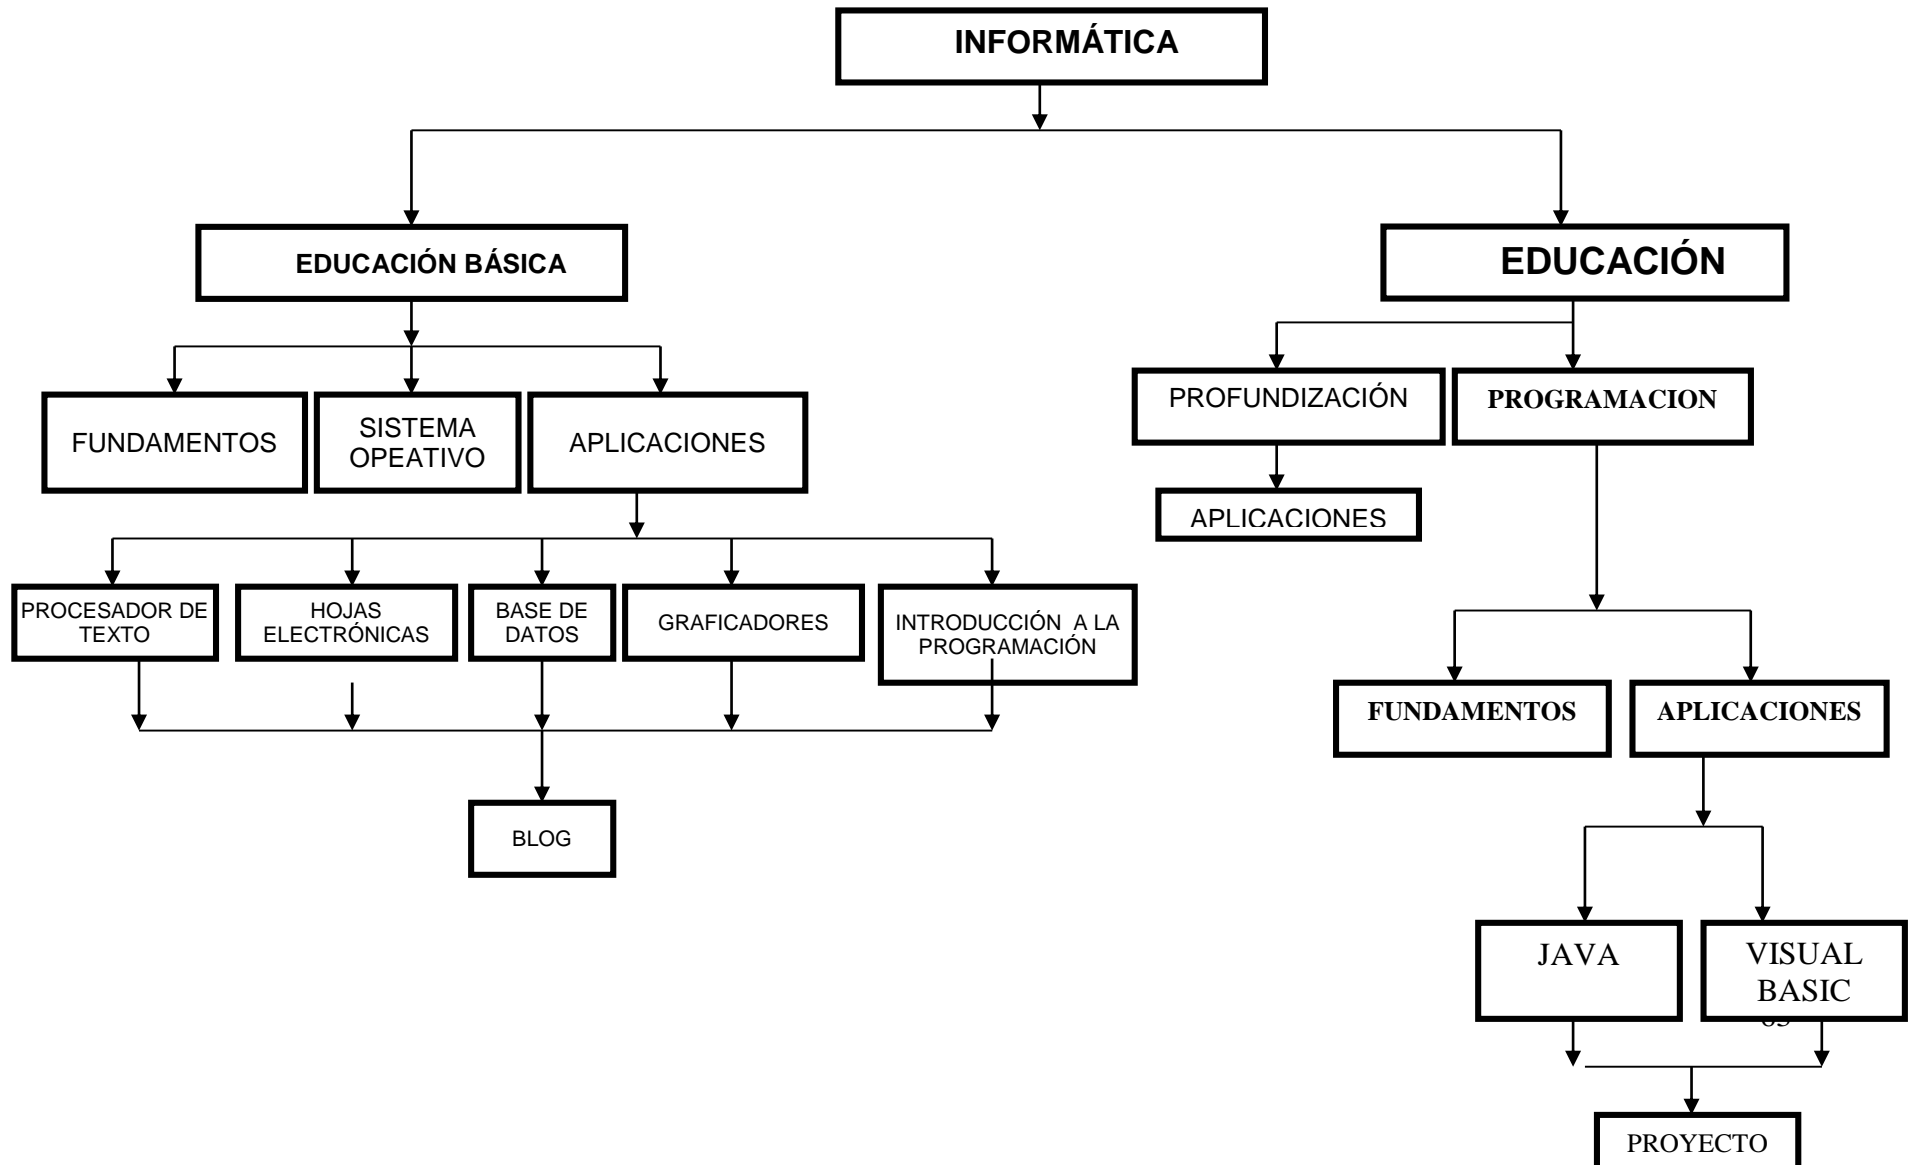 INFORMÁTICA
EDUCACIÓN BÁSICA
EDUCACIÓN
PROFUNDIZACIÓN
PROGRAMACION
FUNDAMENTOS
SISTEMA
OPEATIVO
APLICACIONES
APLICACIONES
PROCESADOR DE
TEXTO
HOJAS
ELECTRÓNICAS
BASE DE
DATOS
GRAFICADORES
INTRODUCCIÓN A LA
PROGRAMACIÓN
FUNDAMENTOS
APLICACIONES
BLOG
JAVA
VISUAL
BASIC
PROYECTO